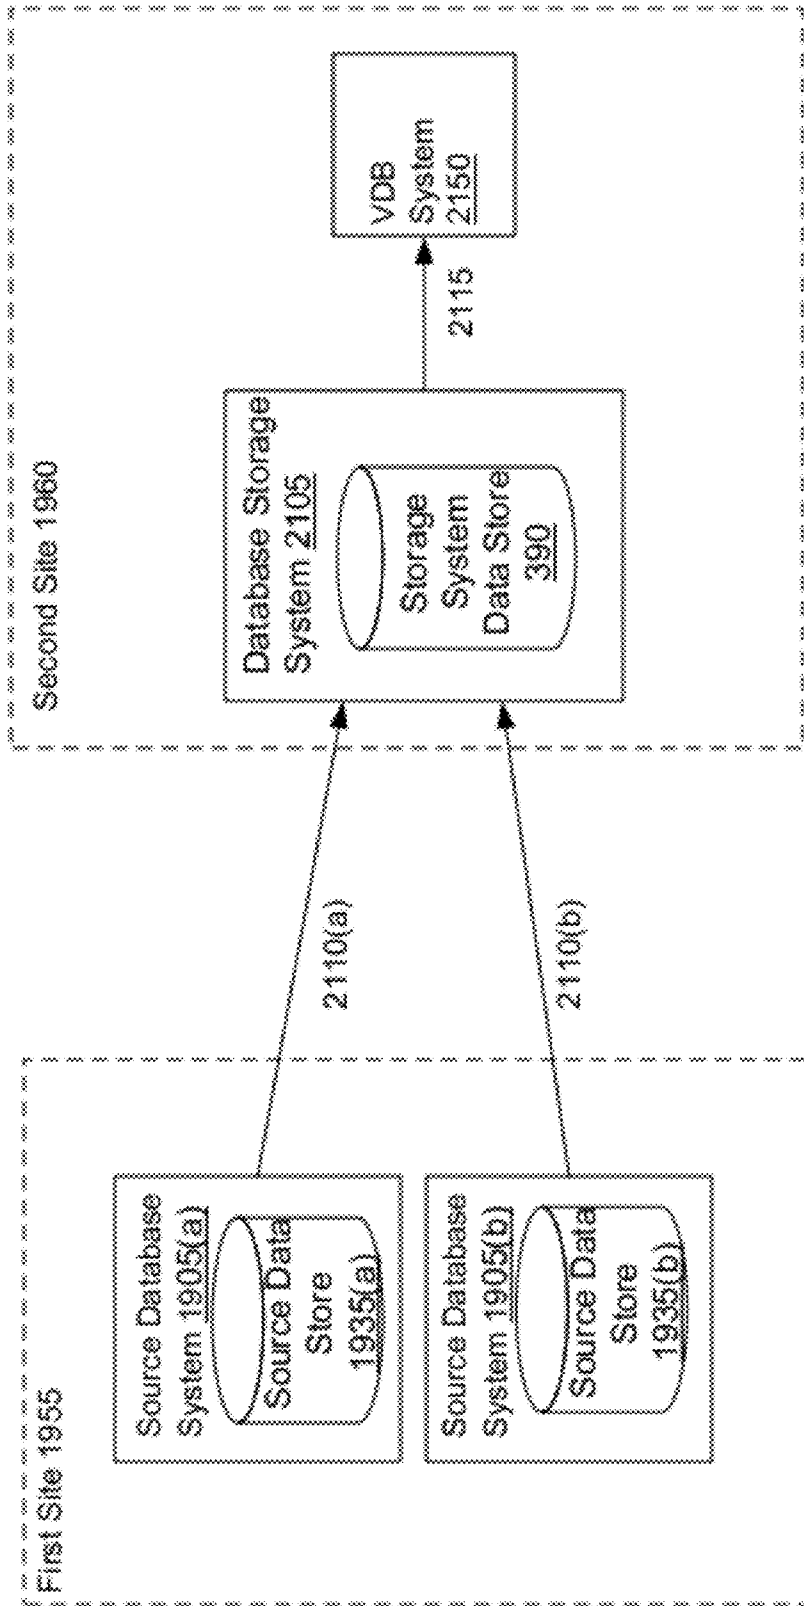 First Site 1955
Source Database
System 1905(a)
Source Data
Store
1935(a)
Source Database
System 1905(b)
Source Data
Store
1935(b)
2110(a)
2110(b)
Second Site 1960
Database Storage
System 2105
Storage
System
Data Store
390
2115
VDB
System
2150